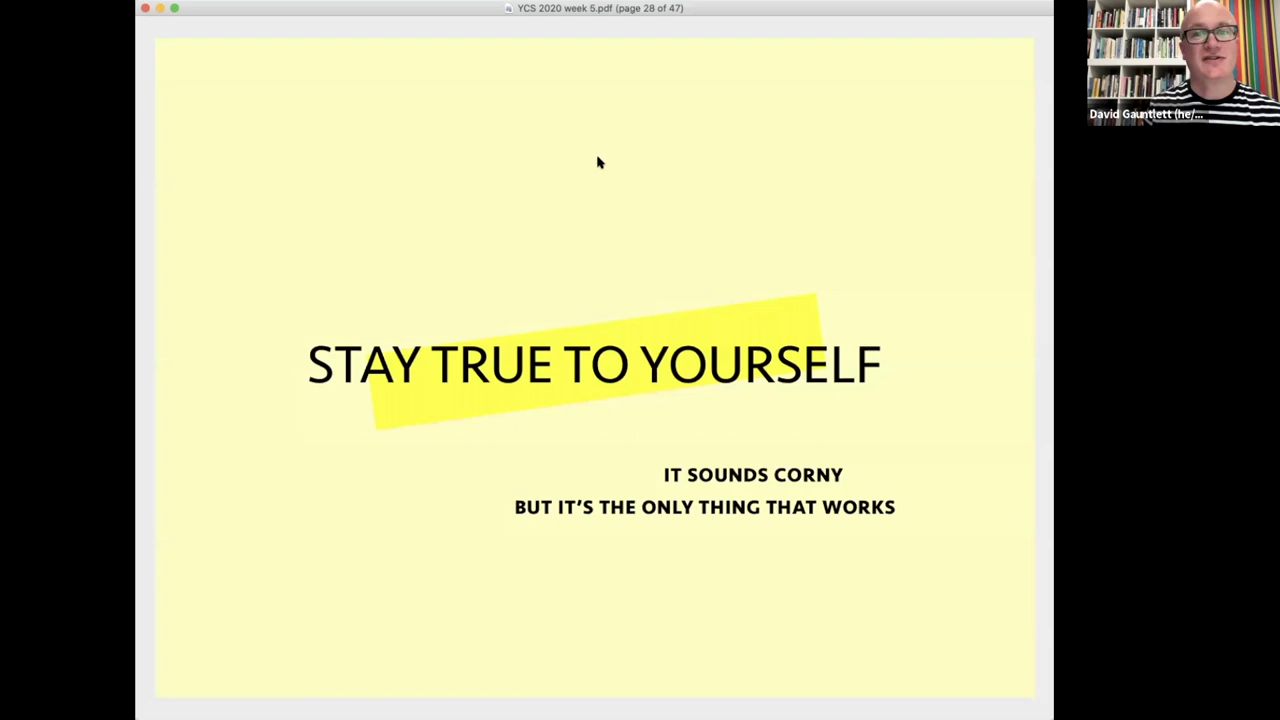 YCS 2020 week 5.pdf (page 28 of 47)
David Gauntlett (he/...
STAY TRUE TO YOURSELF
IT SOUNDS CORNY
BUT IT'S THE ONLY THING THAT WORKS